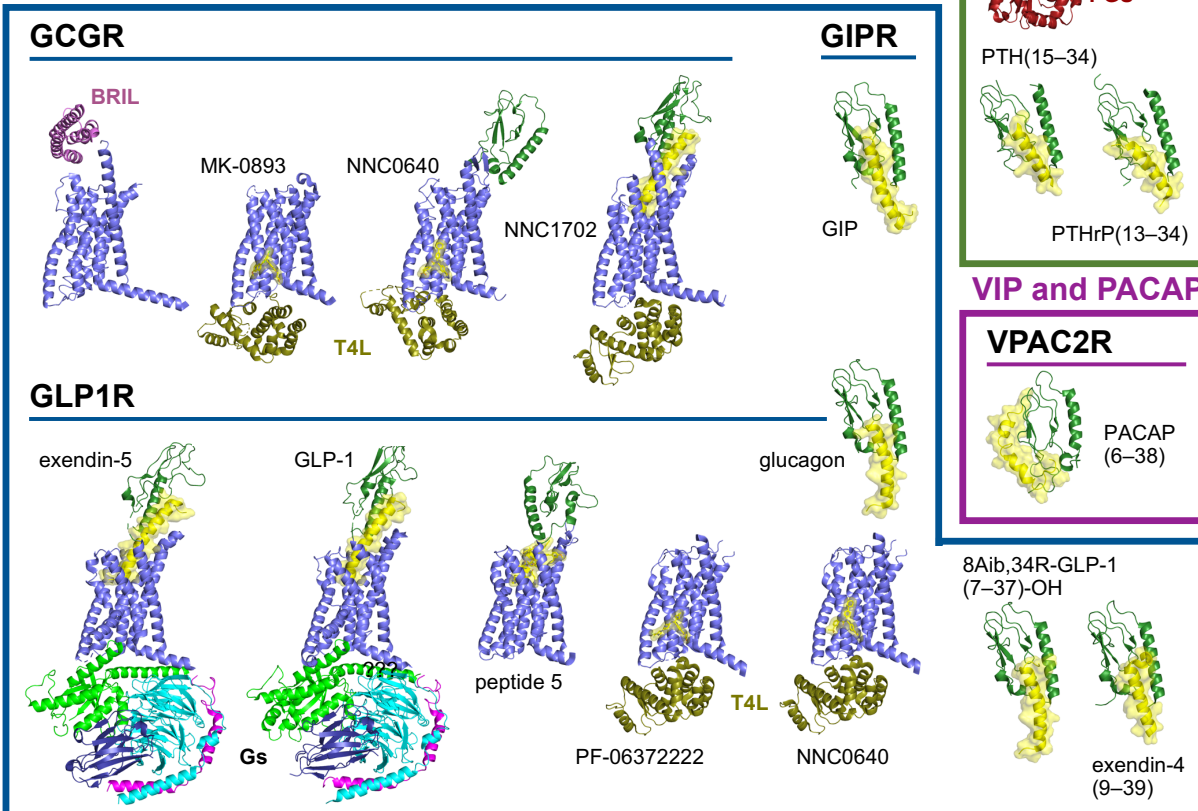 GCGR
GIPR
BRIL
MK-0893
NNC0640
NNC1702
T4L
GIP
PTH(15–34)
PTHrP(13–34)
VIP and PACAP
VPAC2R
PACAP
(6–38)
GLP1R
exendin-5
GLP-1
glucagon
???
peptide 5
T4L
Gs
PF-06372222
NNC0640
8Aib,34R-GLP-1
(7–37)-OH
exendin-4
(9–39)